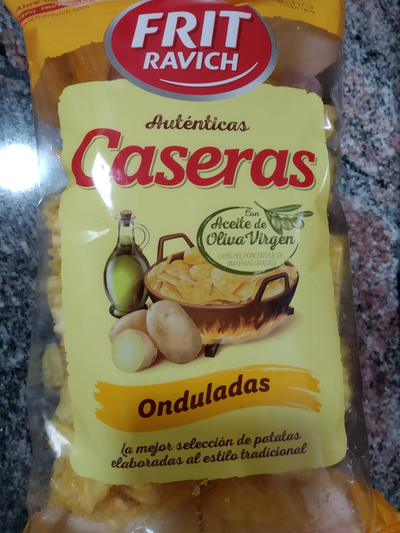 FRIT
RAVICH
Auténticas
Caseras
Con
Aceite de
Oliva Virgen
Onduladas
La mejor selección de patatas
elaboradas al estilo tradicional